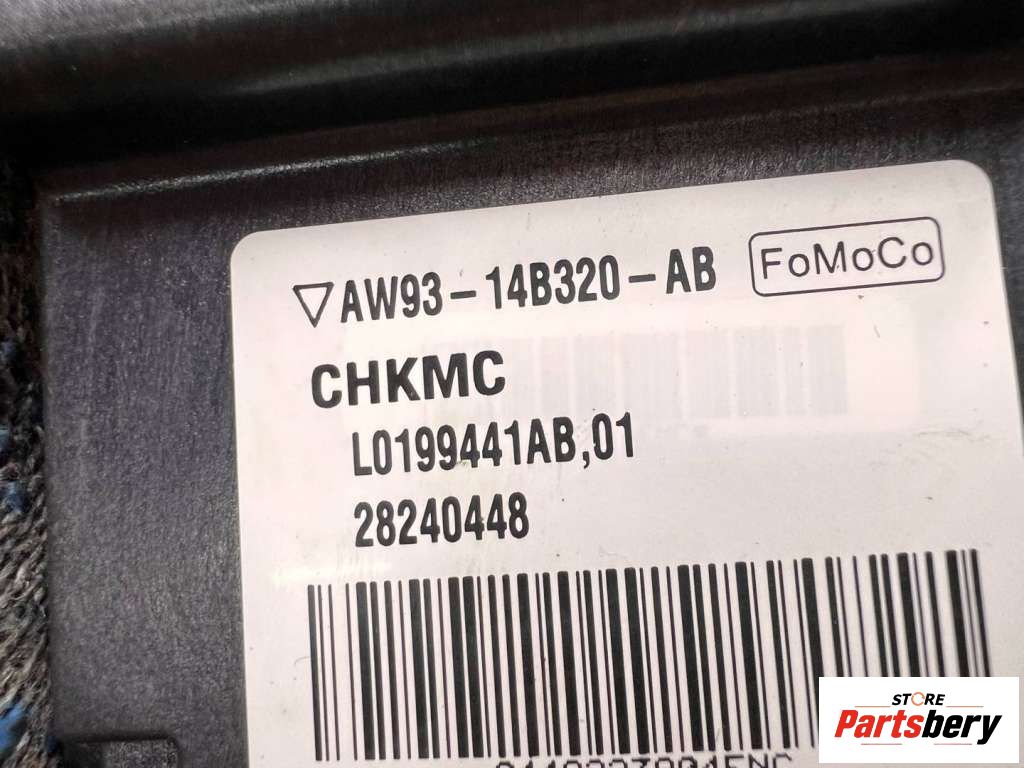 ▽AW93-14B320-AB FoMoCo
CHKMC
L0199441AB,01
28240448
STORE
Partsbery